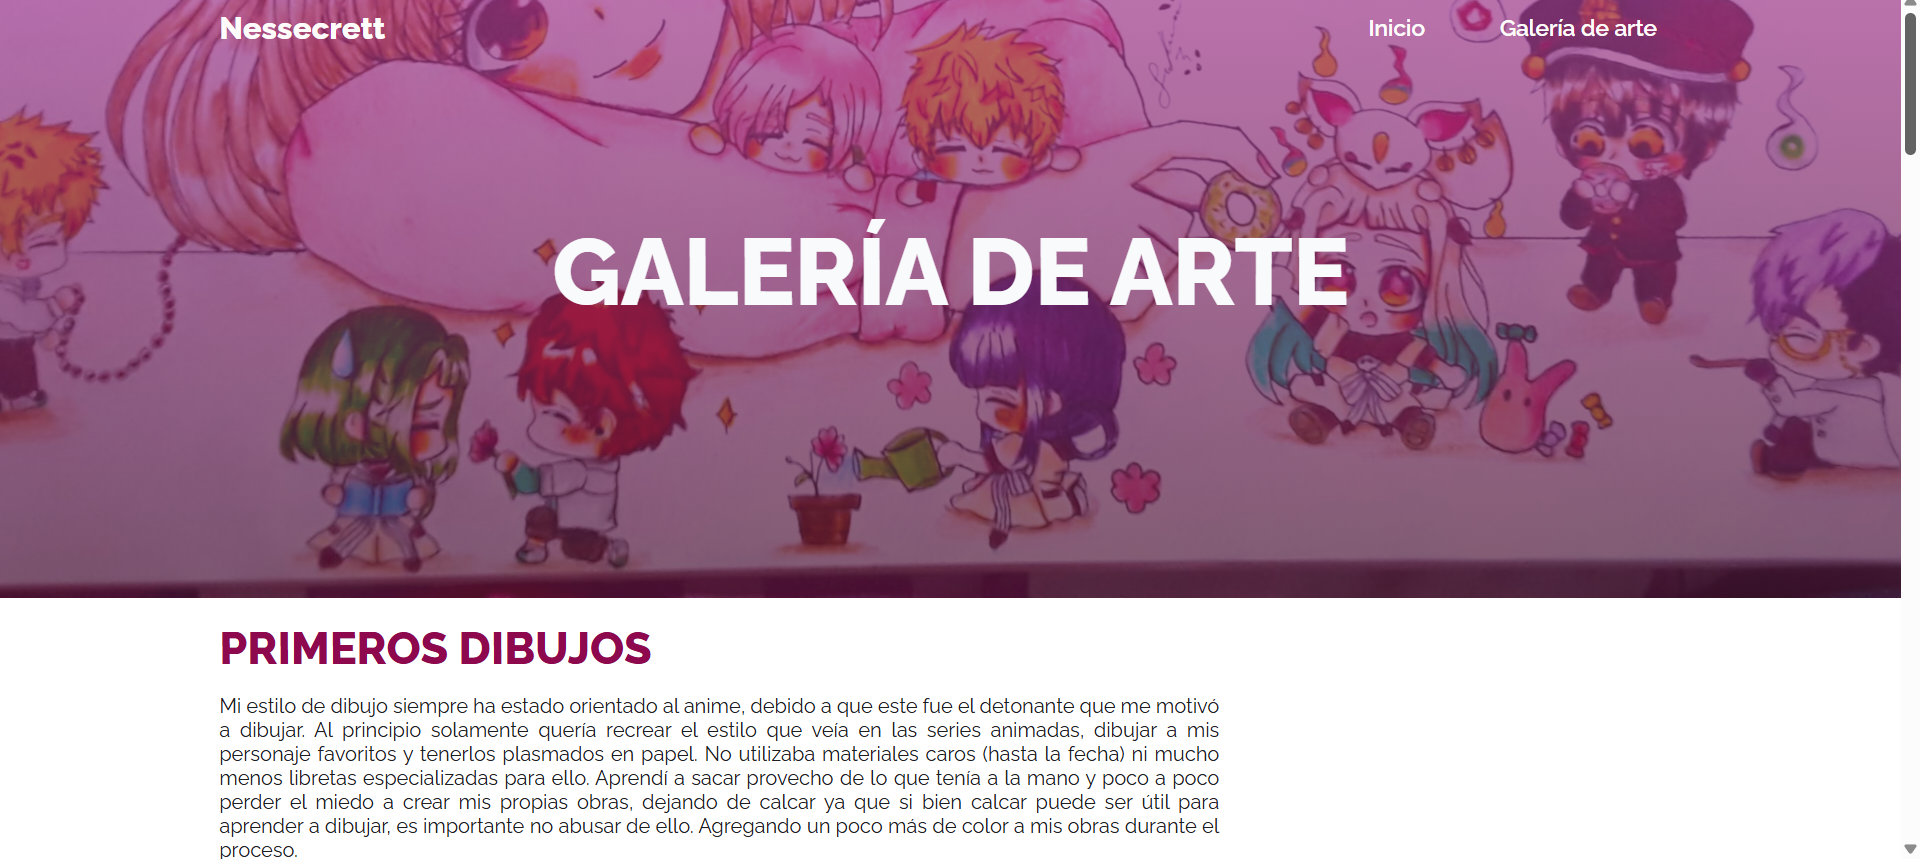 Nessecrett
Inicio
Galería de arte
GALERÍA DE ARTE
PRIMEROS DIBUJOS
Mi estilo de dibujo siempre ha estado orientado al anime, debido a que este fue el detonante que me motivó
a dibujar. Al principio solamente quería recrear el estilo que veía en las series animadas, dibujar a mis
personaje favoritos y tenerlos plasmados en papel. No utilizaba materiales caros (hasta la fecha) ni mucho
menos libretas especializadas para ello. Aprendí a sacar provecho de lo que tenía a la mano y poco a poco
perder el miedo a crear mis propias obras, dejando de calcar ya que si bien calcar puede ser útil para
aprender a dibujar, es importante no abusar de ello. Agregando un poco más de color a mis obras durante el
proceso.